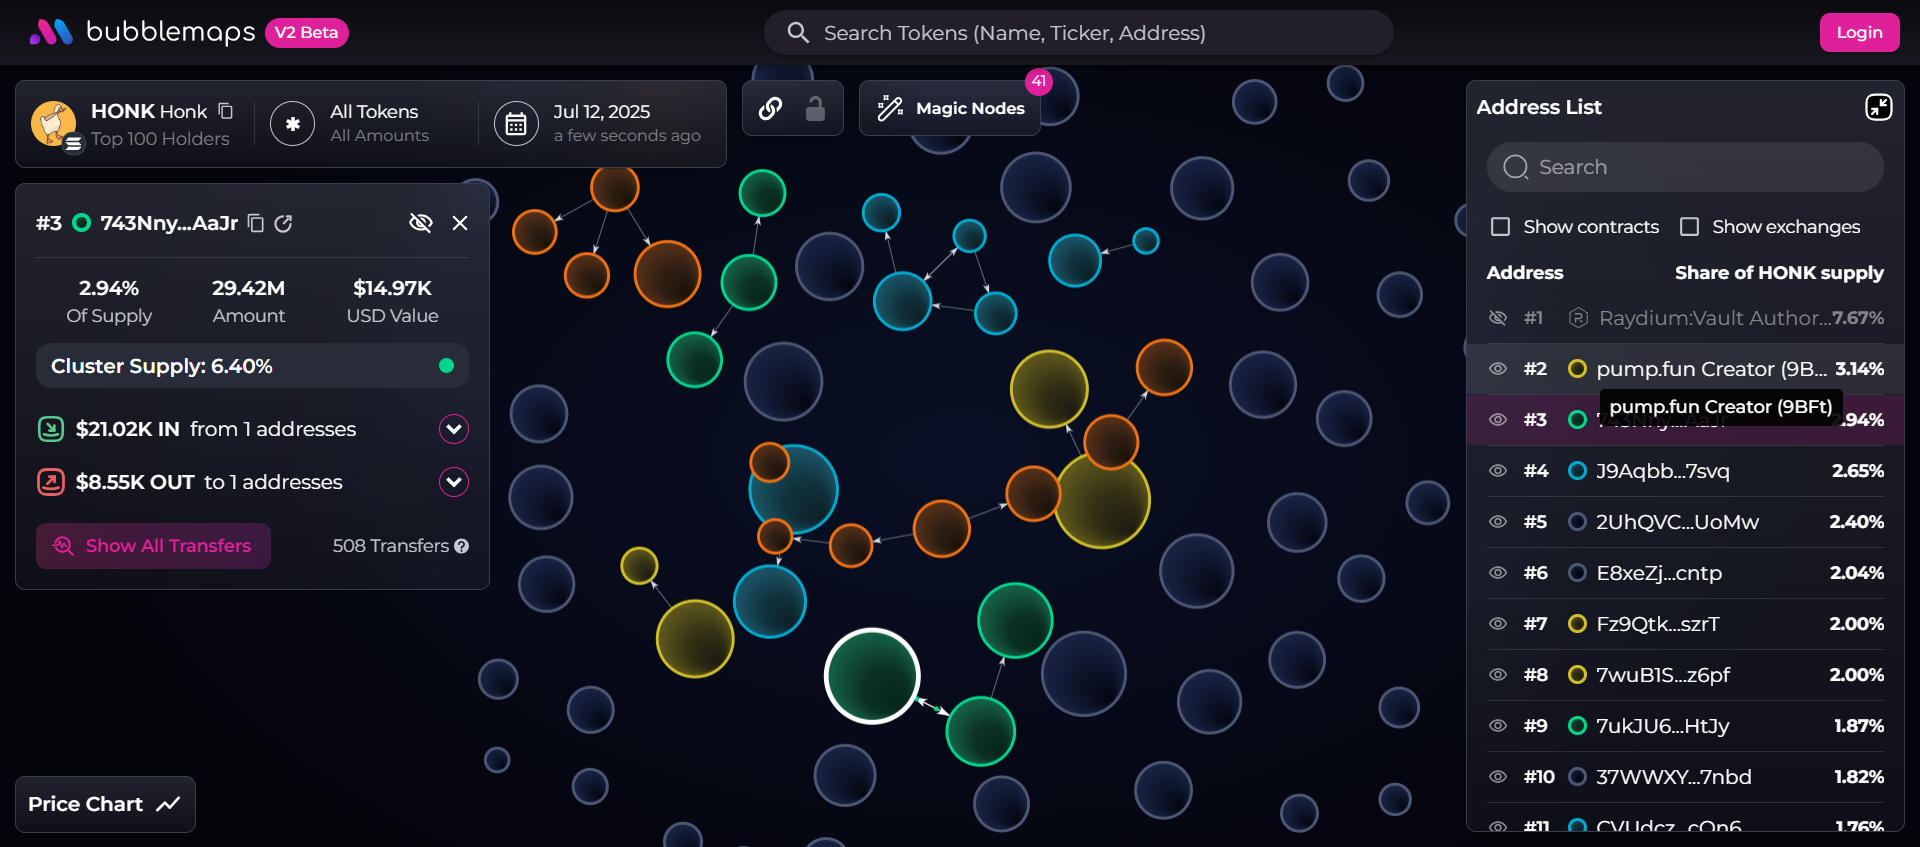 bubblemaps V2 Beta
Search Tokens (Name, Ticker, Address)
Login
HONK Honk
Top 100 Holders
All Tokens
All Amounts
Jul 12, 2025
a few seconds ago
Magic Nodes
41
#3 743Nny...AaJr
2.94%
Of Supply
29.42M
Amount
$14.97K
USD Value
Cluster Supply: 6.40%
$21.02K IN from 1 addresses
$8.55K OUT to 1 addresses
Show All Transfers
508 Transfers
Price Chart
Address List
Search
Show contracts
Show exchanges
Address Share of HONK supply
#1 Raydium:Vault Author... 7.67%
#2 pump.fun Creator (9B... 3.14%
pump.fun Creator (9BFt)
#3 2.94%
#4 J9Aqbb...7svq 2.65%
#5 2UhQVC...UoMw 2.40%
#6 E8xeZj...cntp 2.04%
#7 Fz9Qtk...szrT 2.00%
#8 7wuB1S...z6pf 2.00%
#9 7ukJU6...HtJy 1.87%
#10 37WWXY...7nbd 1.82%
#11 1.76%